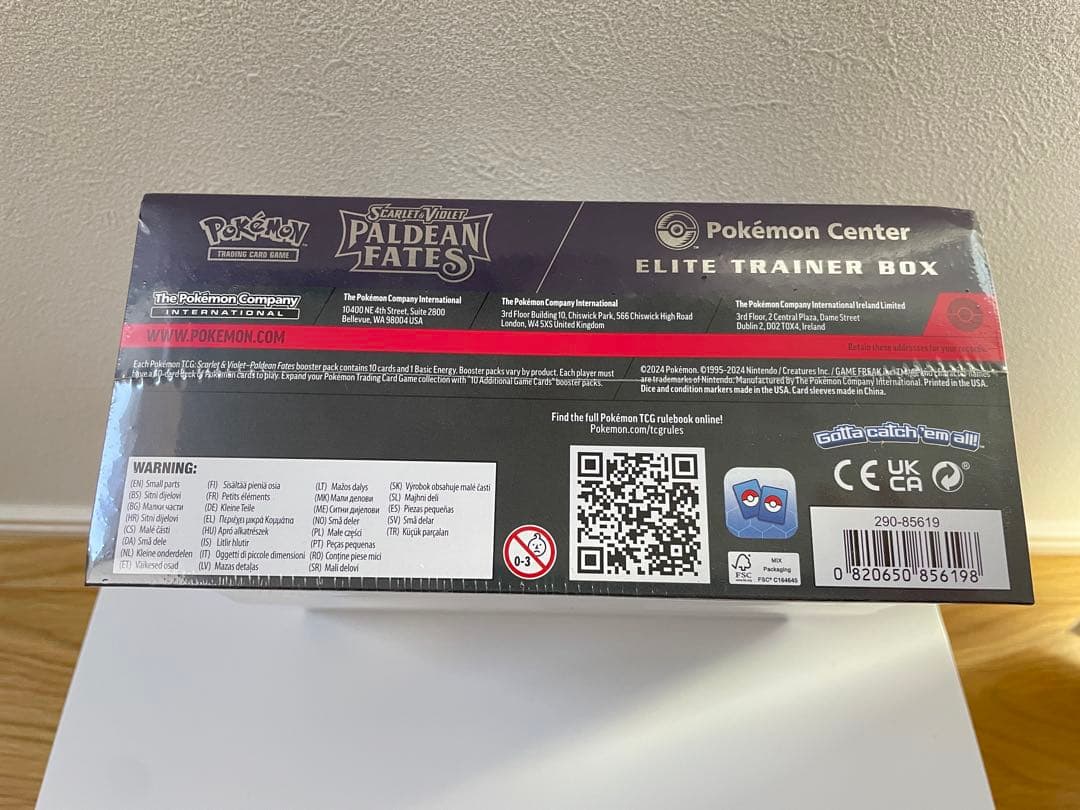 POKéMON
TRADING CARD GAME
SCARLET & VIOLET
PALDEAN
FATES
Pokémon Center
ELITE TRAINER BOX
The Pokémon Company
INTERNATIONAL
The Pokémon Company International
10400 NE 4th Street, Suite 2800
Bellevue, WA 98004 USA
The Pokémon Company International
3rd Floor Building 10, Chiswick Park, 566 Chiswick High Road
London, W4 5XS United Kingdom
The Pokémon Company International Ireland Limited
3rd Floor, 2 Central Plaza, Dame Street
Dublin 2, D02 T0X4, Ireland
WWW.POKEMON.COM
Retain these addresses for your records.
Each Pokémon TCG: Scarlet & Violet—Paldean Fates booster pack contains 10 cards and 1 Basic Energy. Booster packs vary by product. Each player must
have a 60-card deck of Pokémon cards to play. Expand your Pokémon Trading Card Game collection with "10 Additional Game Cards" booster packs.
©2024 Pokémon. ©1995-2024 Nintendo / Creatures Inc. / GAME FREAK inc. TM, ®, and character names
are trademarks of Nintendo. Manufactured by The Pokémon Company International. Printed in the USA.
Dice and condition markers made in the USA. Card sleeves made in China.
Find the full Pokémon TCG rulebook online!
Pokemon.com/tcgrules
Gotta catch 'em all!
WARNING:
(EN) Small parts
(BS) Sitni dijelovi
(BG) Малки части
(HR) Sitni dijelovi
(CS) Malé části
(DA) Små dele
(NL) Kleine onderdelen
(ET) Väikesed osad
(FI) Sisältää pieniä osia
(FR) Petits éléments
(DE) Kleine Teile
(EL) Περιέχει μικρά Κομμάτια
(HU) Apró alkatrészek
(IS) Litlir hlutir
(IT) Oggetti di piccole dimensioni
(LV) Mazas detaļas
(LT) Mažos dalys
(MK) Мали делови
(ME) Ситни дијелови
(NO) Små deler
(PL) Małe części
(PT) Peças pequenas
(RO) Conține piese mici
(SR) Mali delovi
(SK) Výrobok obsahuje malé časti
(SL) Majhni deli
(ES) Piezas pequeñas
(SV) Små delar
(TR) Küçük parçaları
0-3
CE
UK
CA
FSC
MIX
Packaging
FSC® C164645
290-85619
0 820650 856198